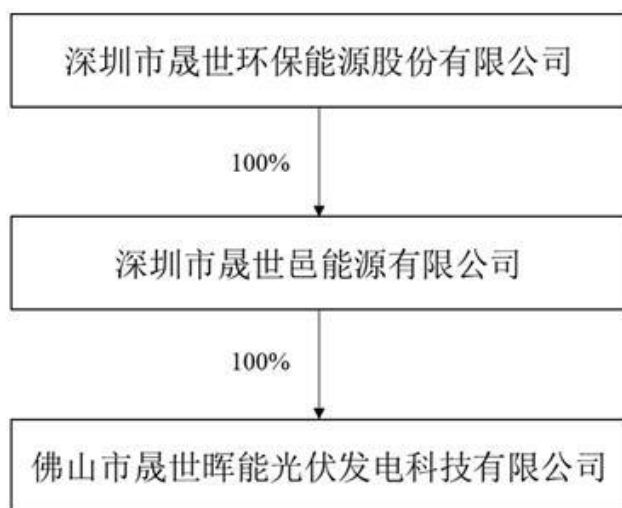 深圳市晟世环保能源股份有限公司
100%
深圳市晟世邑能源有限公司
100%
佛山市晟世晖能光伏发电科技有限公司